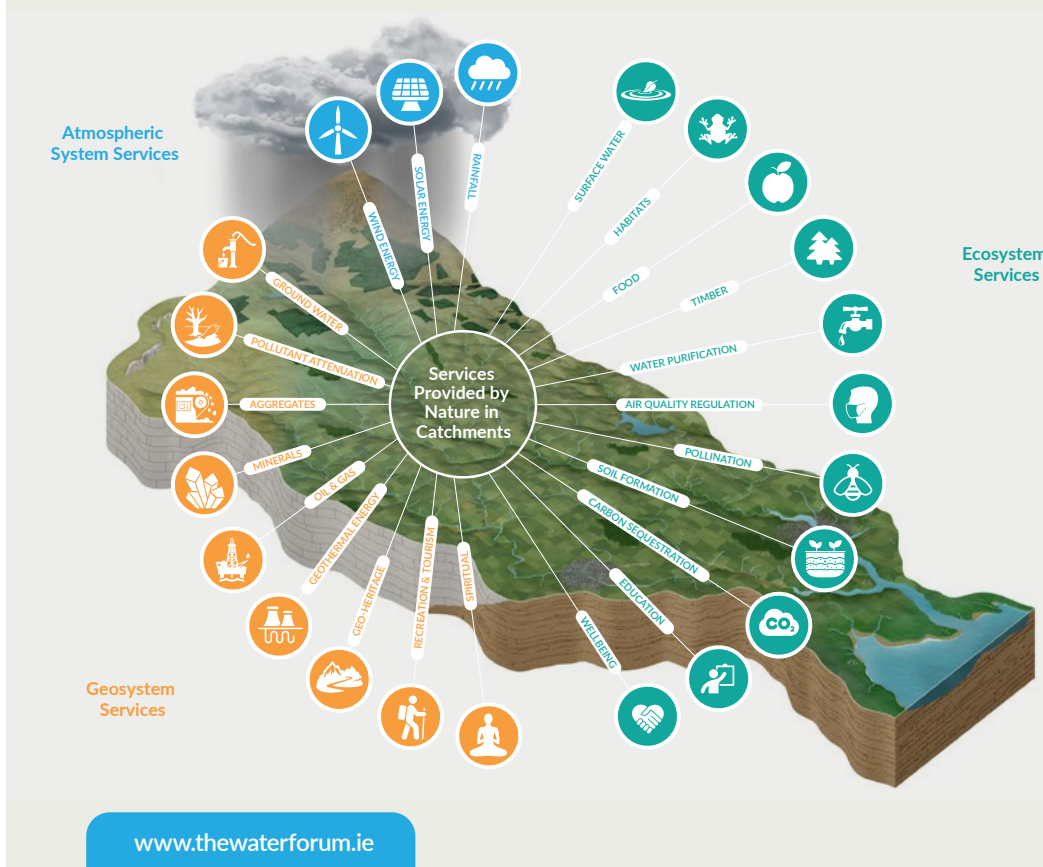 Atmospheric
System Services
WIND ENERGY
SOLAR ENERGY
RAINFALL
SURFACE WATER
HABITATS
FOOD
TIMBER
WATER PURIFICATION
AIR QUALITY REGULATION
POLLINATION
SOIL FORMATION
CARBON SEQUESTRATION
CO₂
EDUCATION
WELLBEING
Ecosystem
Services
GROUND WATER
POLLUTANT ATTENUATION
AGGREGATES
MINERALS
OIL & GAS
GEOTHERMAL ENERGY
GEO-HERITAGE
RECREATION & TOURISM
SPIRITUAL
Services
Provided by
Nature in
Catchments
Geosystem
Services
www.thewaterforum.ie